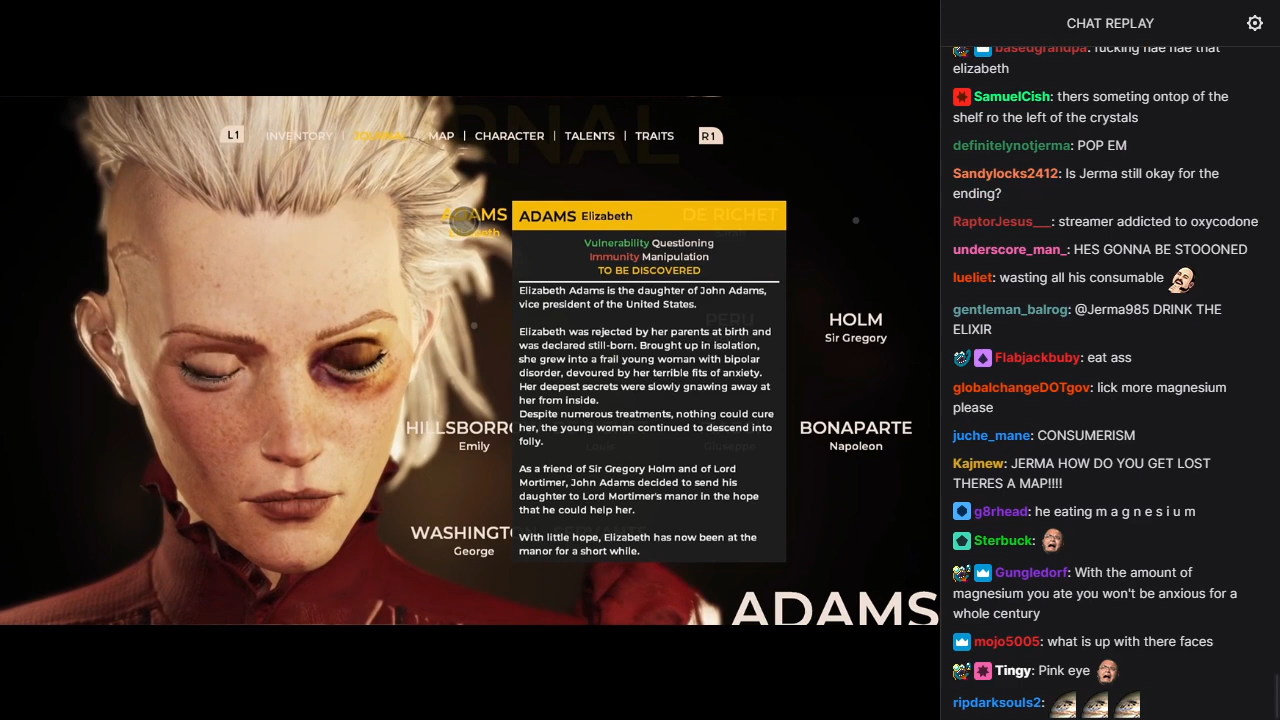 L1
INVENTORY | JOURNAL | MAP | CHARACTER | TALENTS | TRAITS
R1
ADAMS
Elizabeth
DE RICHET
ADAMS Elizabeth
Vulnerability Questioning
Immunity Manipulation
TO BE DISCOVERED
Elizabeth Adams is the daughter of John Adams,
vice president of the United States.
Elizabeth was rejected by her parents at birth and
was declared still-born. Brought up in isolation,
she grew into a frail young woman with bipolar
disorder, devoured by her terrible fits of anxiety.
Her deepest secrets were slowly gnawing away at
her from inside.
Despite numerous treatments, nothing could cure
her, the young woman continued to descend into
folly.
As a friend of Sir Gregory Holm and of Lord
Mortimer, John Adams decided to send his
daughter to Lord Mortimer's manor in the hope
that he could help her.
With little hope, Elizabeth has now been at the
manor for a short while.
HOLM
Sir Gregory
HILLSBORRO
Emily
BONAPARTE
Napoleon
WASHINGTO
George
ADAMS
CHAT REPLAY
basedgrandpa: fucking nae nae that
elizabeth
SamuelCish: thers someting ontop of the
shelf ro the left of the crystals
definitelynotjerma: POP EM
Sandylocks2412: Is Jerma still okay for the
ending?
RaptorJesus___: streamer addicted to oxycodone
underscore_man_: HES GONNA BE STOOONED
lueliet: wasting all his consumable
gentleman_balrog: @Jerma985 DRINK THE
ELIXIR
Flabjackbuby: eat ass
globalchangeDOTgov: lick more magnesium
please
juche_mane: CONSUMERISM
Kajmew: JERMA HOW DO YOU GET LOST
THERES A MAP!!!!
g8rhead: he eating m a g n e s i u m
Sterbuck:
Gungledorf: With the amount of
magnesium you ate you won't be anxious for a
whole century
mojo5005: what is up with there faces
Tingy: Pink eye
ripdarksouls2: